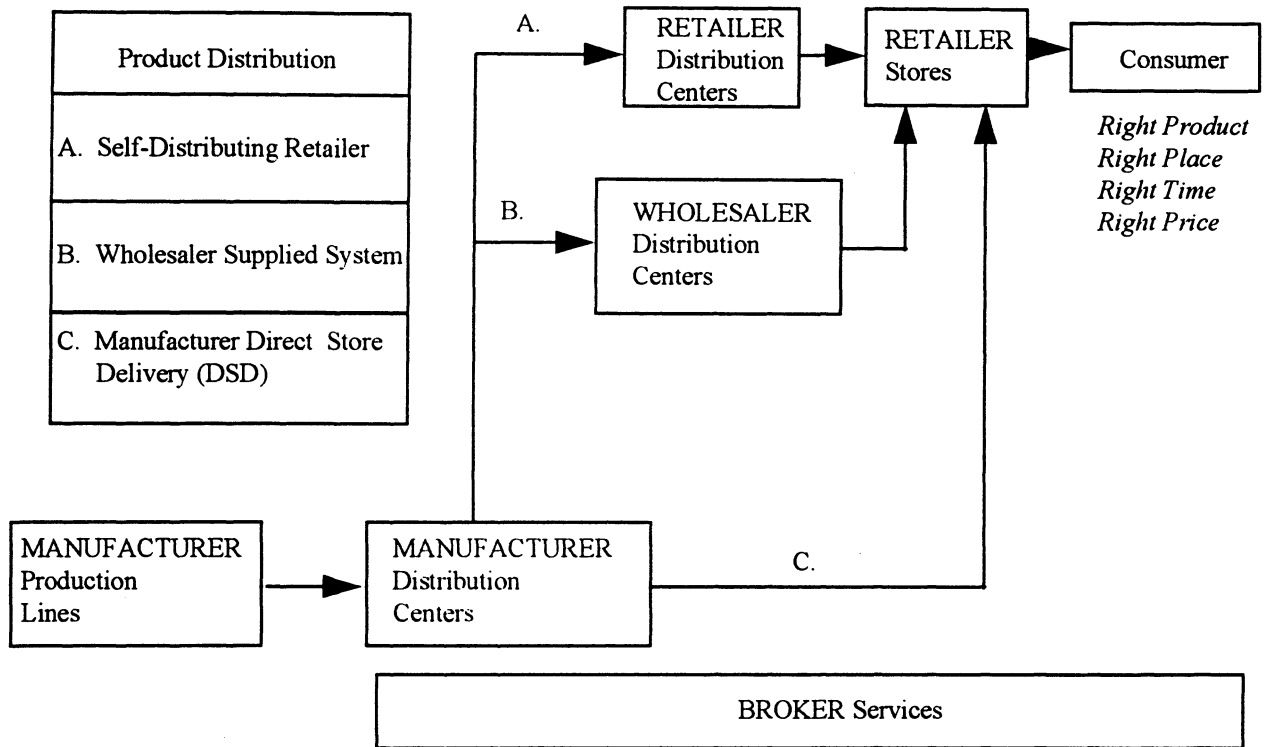 Product Distribution
A. Self-Distributing Retailer
B. Wholesaler Supplied System
C. Manufacturer Direct Store
Delivery (DSD)
A.
RETAILER
Distribution
Centers
RETAILER
Stores
Consumer
Right Product
Right Place
Right Time
Right Price
B.
WHOLESALER
Distribution
Centers
MANUFACTURER
Production
Lines
MANUFACTURER
Distribution
Centers
C.
BROKER Services